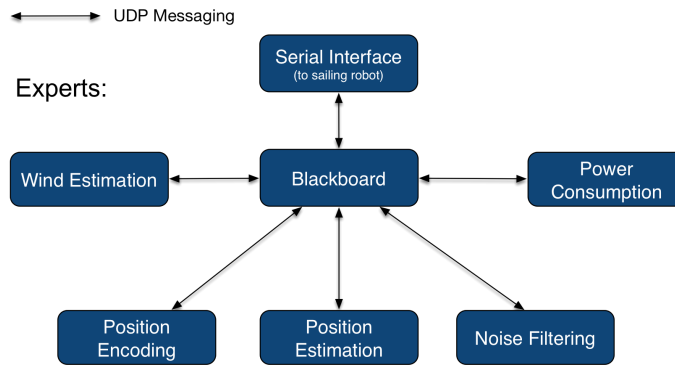 UDP Messaging
Serial Interface
(to sailing robot)
Experts:
Wind Estimation
Blackboard
Power
Consumption
Position
Encoding
Position
Estimation
Noise Filtering